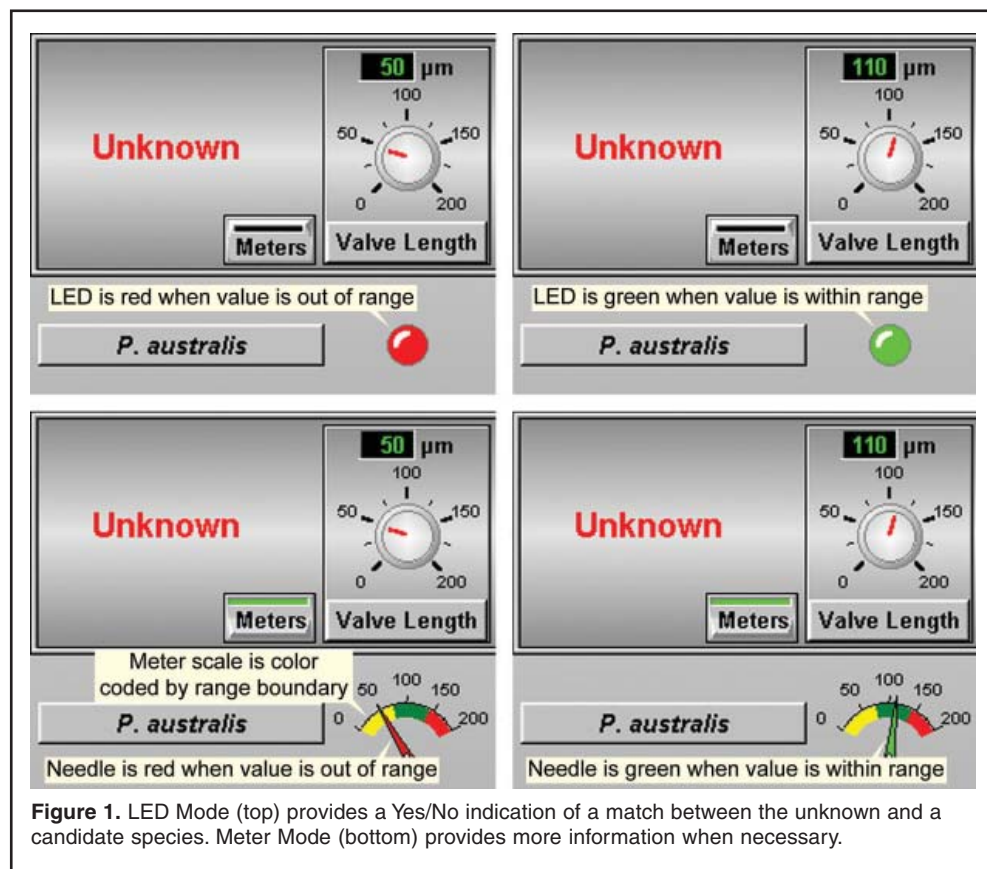 50 µm
100
50 150
Unknown
0 200
Meters Valve Length
LED is red when value is out of range
P. australis
110 µm
100
50 150
Unknown
0 200
Meters Valve Length
LED is green when value is within range
P. australis
50 µm
100
50 150
Unknown
0 200
Meters Valve Length
Meter scale is color
coded by range boundary
0 50 100 150 200
P. australis
Needle is red when value is out of range
110 µm
100
50 150
Unknown
0 200
Meters Valve Length
0 50 100 150 200
P. australis
Needle is green when value is within range
Figure 1. LED Mode (top) provides a Yes/No indication of a match between the unknown and a
candidate species. Meter Mode (bottom) provides more information when necessary.